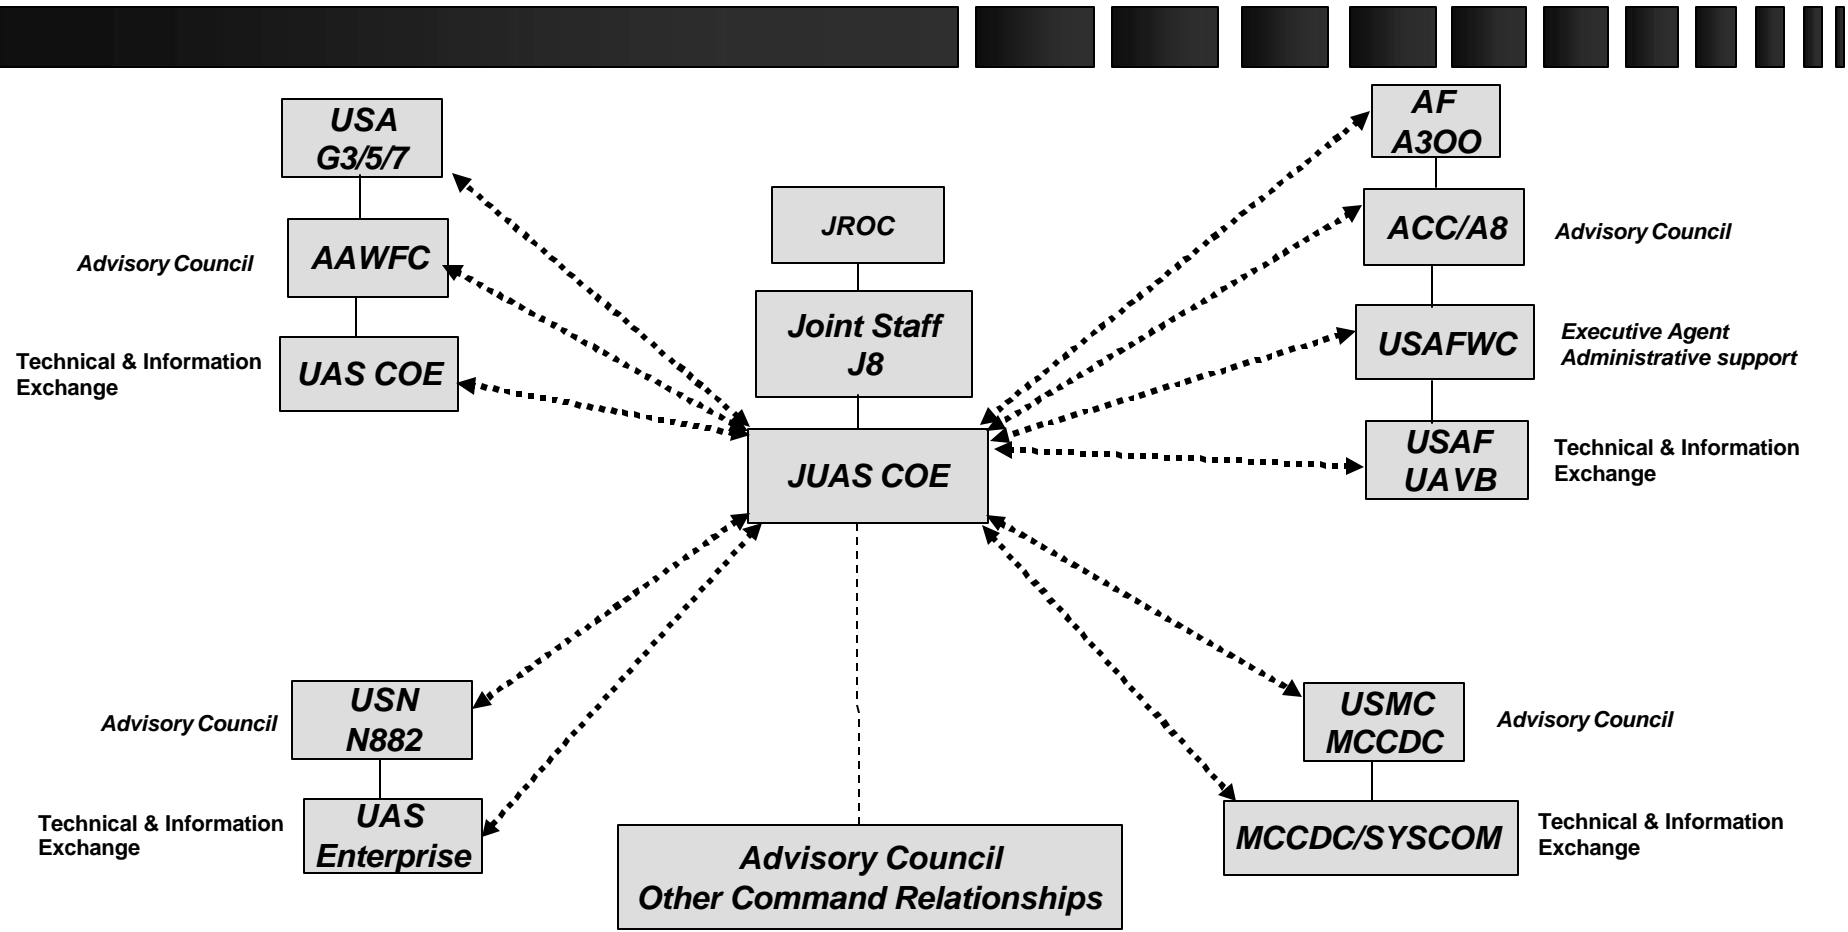 USA
G3/5/7
Advisory Council
AAWFC
Technical & Information
Exchange
UAS COE
JROC
Joint Staff
J8
JUAS COE
AF
A3OO
ACC/A8
Advisory Council
USAFWC
Executive Agent
Administrative support
USAF
UAVB
Technical & Information
Exchange
Advisory Council
USN
N882
Technical & Information
Exchange
UAS
Enterprise
Advisory Council
Other Command Relationships
USMC
MCCDC
Advisory Council
MCCDC/SYSCOM
Technical & Information
Exchange